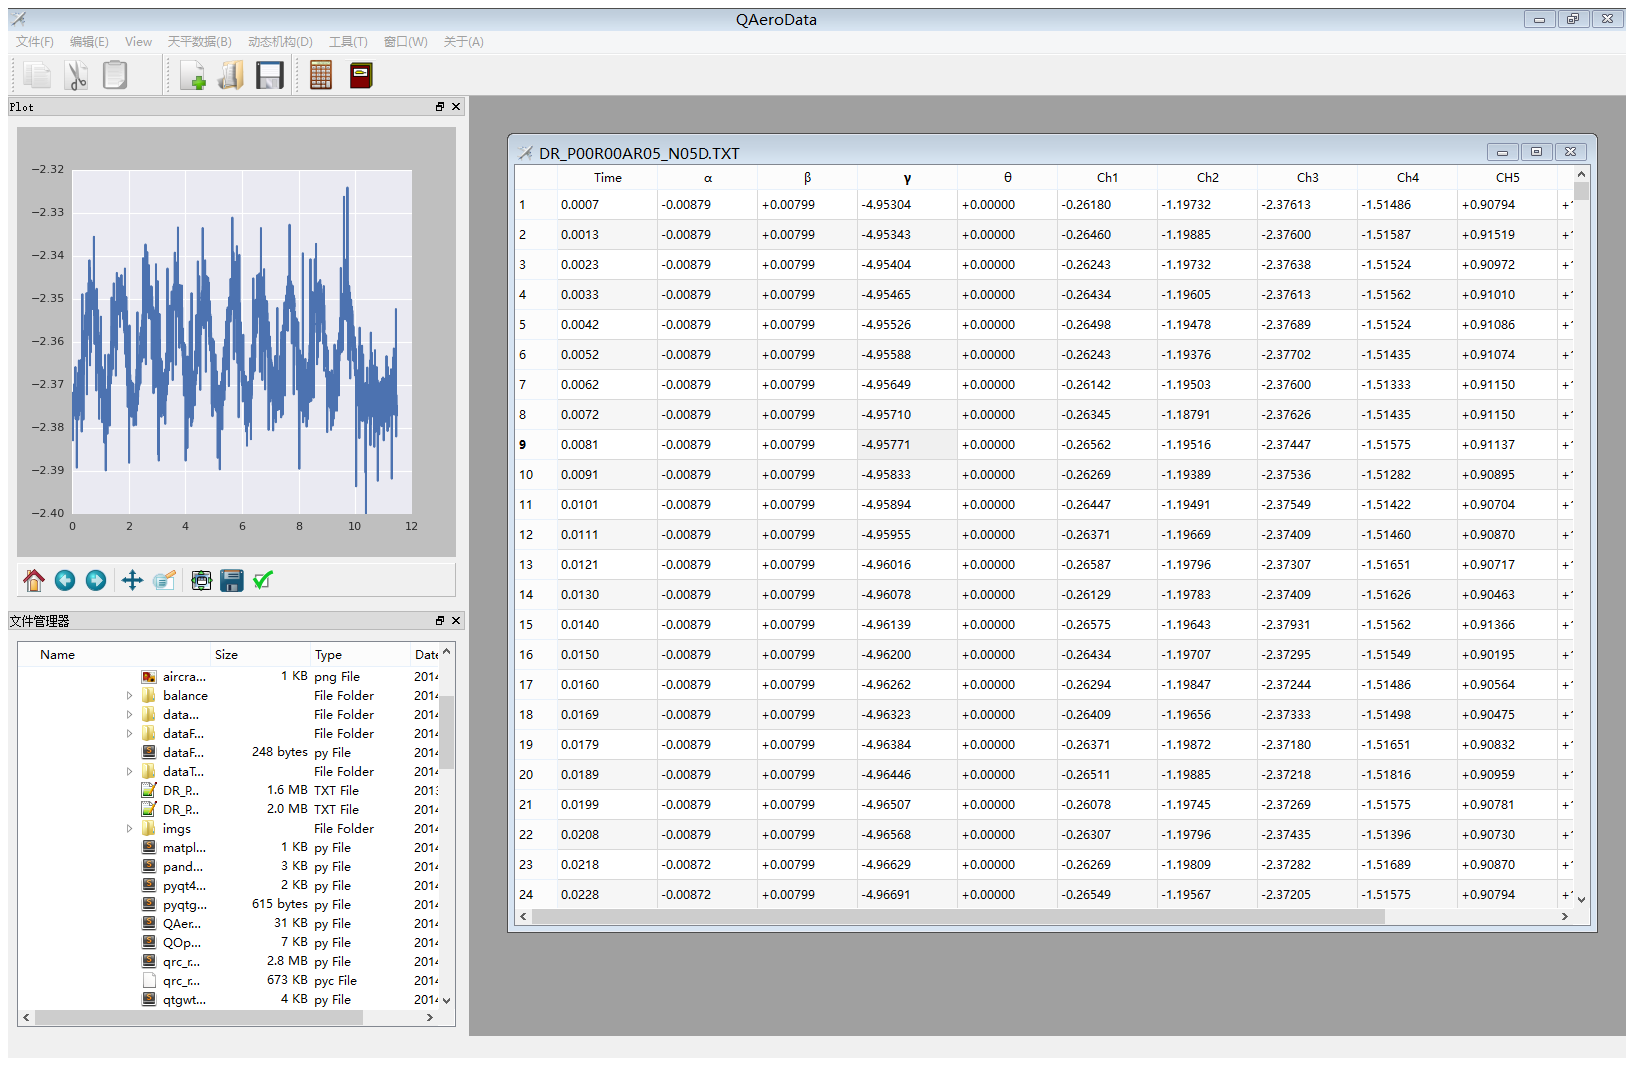 QAeroData
文件(F) 编辑(E) View 天平数据(B) 动态机构(D) 工具(T) 窗口(W) 关于(A)
Plot
−2.32
−2.33
−2.34
−2.35
−2.36
−2.37
−2.38
−2.39
−2.40
0 2 4 6 8 10 12
文件管理器
Name Size Type Date
aircra... 1 KB png File 2014
balance File Folder 2014
data... File Folder 2014
dataF... File Folder 2014
dataF... 248 bytes py File 2014
dataT... File Folder 2014
DR_P... 1.6 MB TXT File 2013
DR_P... 2.0 MB TXT File 2014
imgs File Folder 2014
matpl... 1 KB py File 2014
pand... 3 KB py File 2014
pyqt4... 2 KB py File 2014
pyqtg... 615 bytes py File 2014
QAer... 31 KB py File 2014
QOp... 7 KB py File 2014
qrc_r... 2.8 MB py File 2014
qrc_r... 673 KB pyc File 2014
qtgwt... 4 KB py File 2014
DR_P00R00AR05_N05D.TXT
Time α β γ θ Ch1 Ch2 Ch3 Ch4 CH5
1 0.0007 -0.00879 +0.00799 -4.95304 +0.00000 -0.26180 -1.19732 -2.37613 -1.51486 +0.90794
2 0.0013 -0.00879 +0.00799 -4.95343 +0.00000 -0.26460 -1.19885 -2.37600 -1.51587 +0.91519
3 0.0023 -0.00879 +0.00799 -4.95404 +0.00000 -0.26243 -1.19732 -2.37638 -1.51524 +0.90972
4 0.0033 -0.00879 +0.00799 -4.95465 +0.00000 -0.26434 -1.19605 -2.37613 -1.51562 +0.91010
5 0.0042 -0.00879 +0.00799 -4.95526 +0.00000 -0.26498 -1.19478 -2.37689 -1.51524 +0.91086
6 0.0052 -0.00879 +0.00799 -4.95588 +0.00000 -0.26243 -1.19376 -2.37702 -1.51435 +0.91074
7 0.0062 -0.00879 +0.00799 -4.95649 +0.00000 -0.26142 -1.19503 -2.37600 -1.51333 +0.91150
8 0.0072 -0.00879 +0.00799 -4.95710 +0.00000 -0.26345 -1.18791 -2.37626 -1.51435 +0.91150
9 0.0081 -0.00879 +0.00799 -4.95771 +0.00000 -0.26562 -1.19516 -2.37447 -1.51575 +0.91137
10 0.0091 -0.00879 +0.00799 -4.95833 +0.00000 -0.26269 -1.19389 -2.37536 -1.51282 +0.90895
11 0.0101 -0.00879 +0.00799 -4.95894 +0.00000 -0.26447 -1.19491 -2.37549 -1.51422 +0.90704
12 0.0111 -0.00879 +0.00799 -4.95955 +0.00000 -0.26371 -1.19669 -2.37409 -1.51460 +0.90870
13 0.0121 -0.00879 +0.00799 -4.96016 +0.00000 -0.26587 -1.19796 -2.37307 -1.51651 +0.90717
14 0.0130 -0.00879 +0.00799 -4.96078 +0.00000 -0.26129 -1.19783 -2.37409 -1.51626 +0.90463
15 0.0140 -0.00879 +0.00799 -4.96139 +0.00000 -0.26575 -1.19643 -2.37931 -1.51562 +0.91366
16 0.0150 -0.00879 +0.00799 -4.96200 +0.00000 -0.26434 -1.19707 -2.37295 -1.51549 +0.90195
17 0.0160 -0.00879 +0.00799 -4.96262 +0.00000 -0.26294 -1.19847 -2.37244 -1.51486 +0.90564
18 0.0169 -0.00879 +0.00799 -4.96323 +0.00000 -0.26409 -1.19656 -2.37333 -1.51498 +0.90475
19 0.0179 -0.00879 +0.00799 -4.96384 +0.00000 -0.26371 -1.19872 -2.37180 -1.51651 +0.90832
20 0.0189 -0.00879 +0.00799 -4.96446 +0.00000 -0.26511 -1.19885 -2.37218 -1.51816 +0.90959
21 0.0199 -0.00879 +0.00799 -4.96507 +0.00000 -0.26078 -1.19745 -2.37269 -1.51575 +0.90781
22 0.0208 -0.00879 +0.00799 -4.96568 +0.00000 -0.26307 -1.19796 -2.37435 -1.51396 +0.90730
23 0.0218 -0.00872 +0.00799 -4.96629 +0.00000 -0.26269 -1.19809 -2.37282 -1.51689 +0.90870
24 0.0228 -0.00872 +0.00799 -4.96691 +0.00000 -0.26549 -1.19567 -2.37205 -1.51575 +0.90794